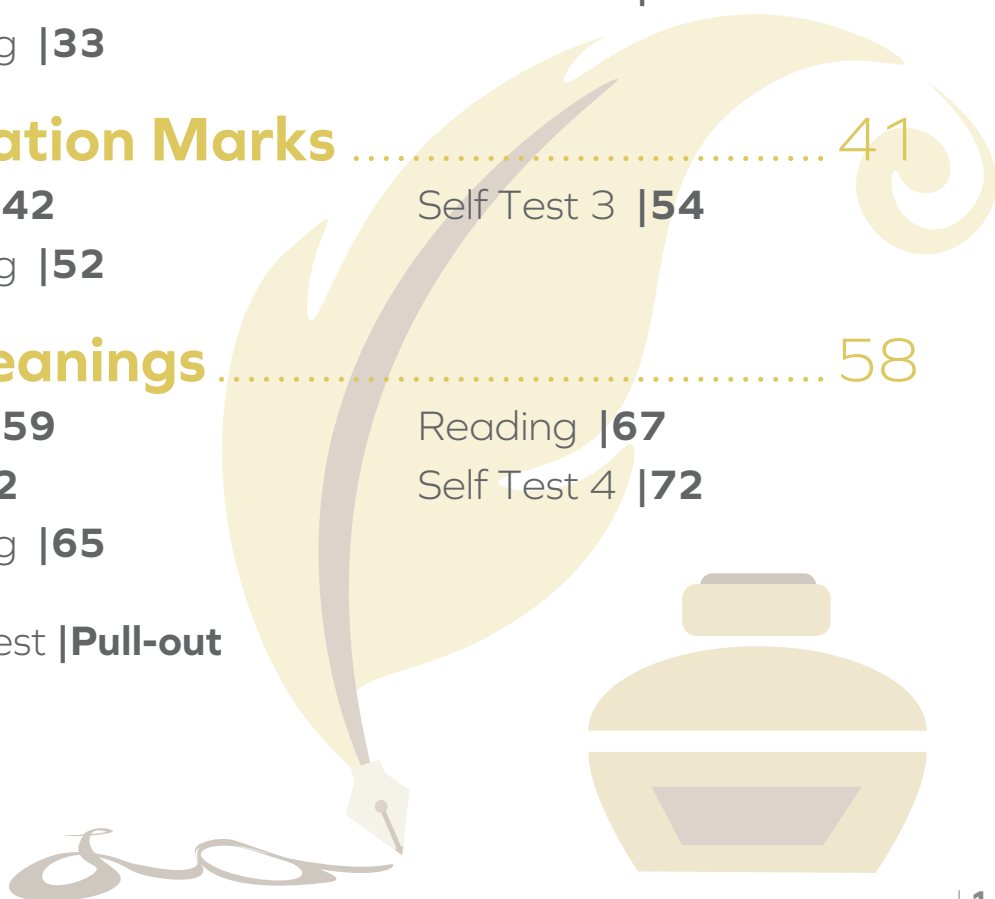 g |33
ation Marks 41
42 Self Test 3 |54
g |52
eanings 58
59 Reading |67
2 Self Test 4 |72
g |65
est |Pull-out